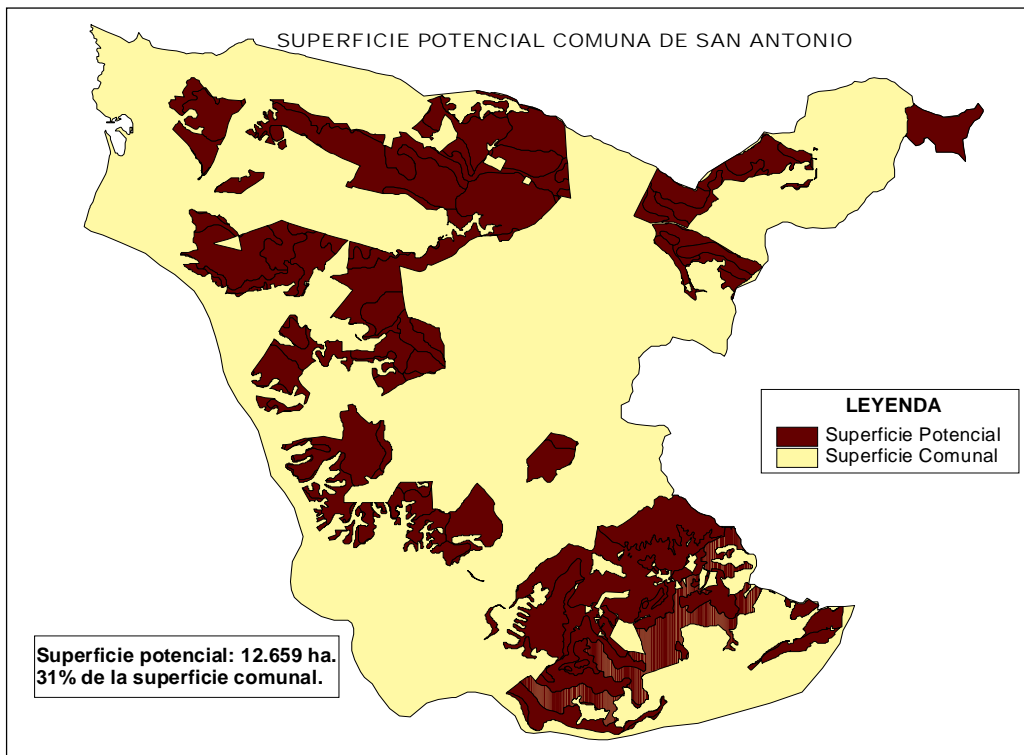 SUPERFICIE POTENCIAL COMUNA DE SAN ANTONIO
LEYENDA
Superficie Potencial
Superficie Comunal
Superficie potencial: 12.659 ha.
31% de la superficie comunal.